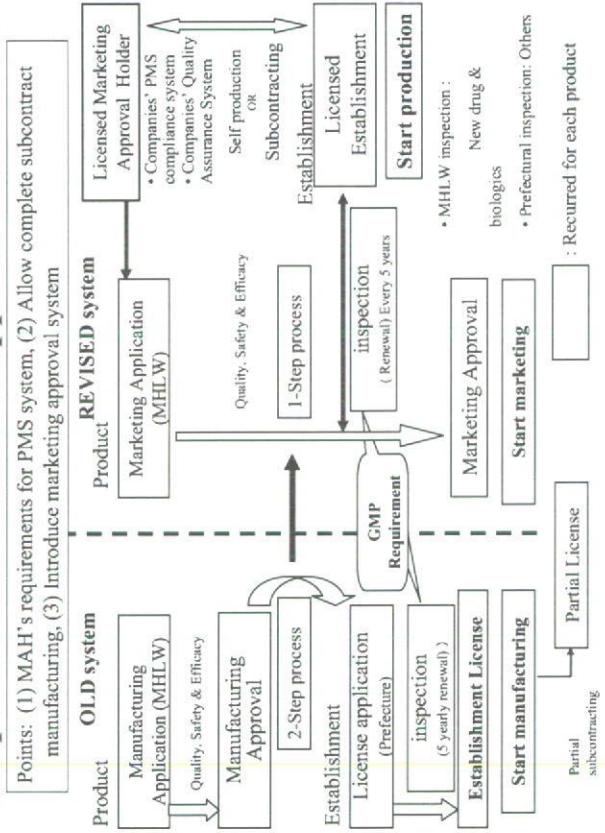 Points: (1) MAH's requirements for PMS system, (2) Allow complete subcontract
manufacturing, (3) Introduce marketing approval system
OLD system
Product
Manufacturing
Application (MHLW)
Quality. Safety & Efficacy
Manufacturing
Approval
2-Step process
Establishment
License application
(Prefecture)
inspection
(5 yearly renewal) )
Establishment License
Start manufacturing
Partial
subcontracting
Partial License
GMP
Requirement
REVISED system
Product
Marketing Application
(MHLW)
Quality. Safety & Efficacy
1-Step process
inspection
( Renewal) Every 5 years
Marketing Approval
Start marketing
: Recurred for each product
Licensed Marketing
Approval Holder
• Companies' PMS
compliance system
• Companies' Quality
Assurance System
Self production
OR
Subcontracting
Establishment
Licensed
Establishment
Start production
• MHLW inspection :
New drug &
biologics
• Prefectural inspection: Others